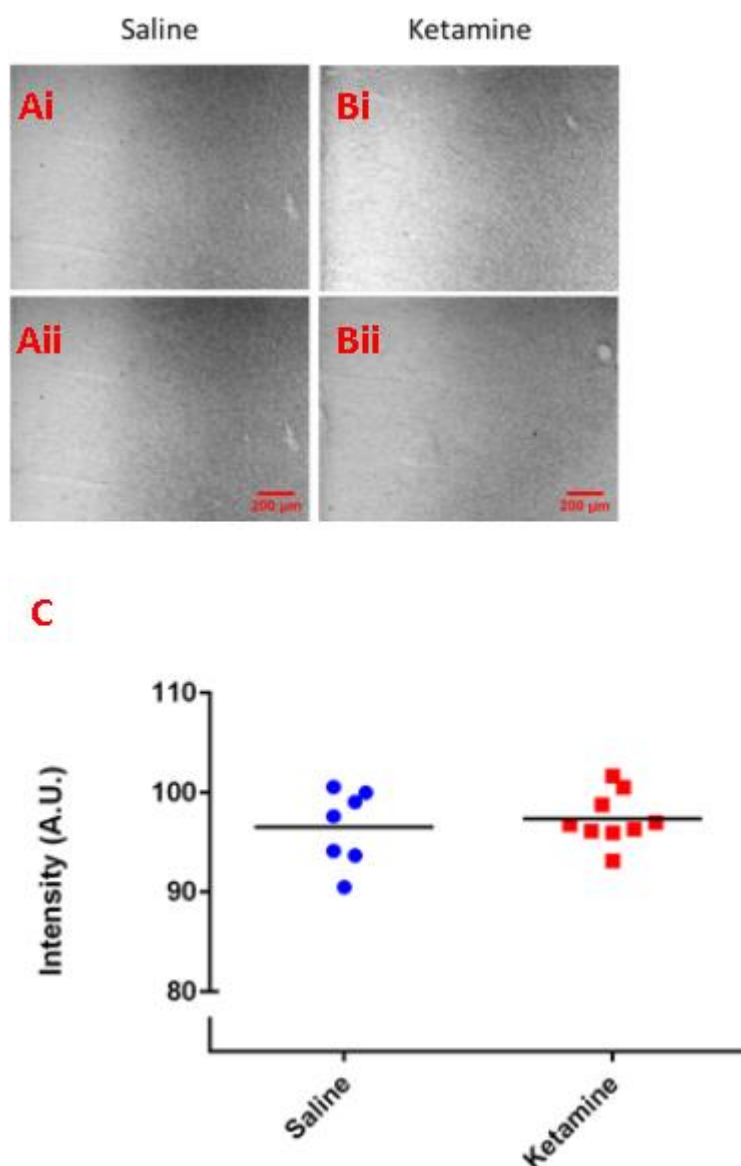 Saline Ketamine
Ai Bi
Aii Bii
200 µm 200 µm
C
110
100
90
80
Intensity (A.U.)
Saline
Ketamine